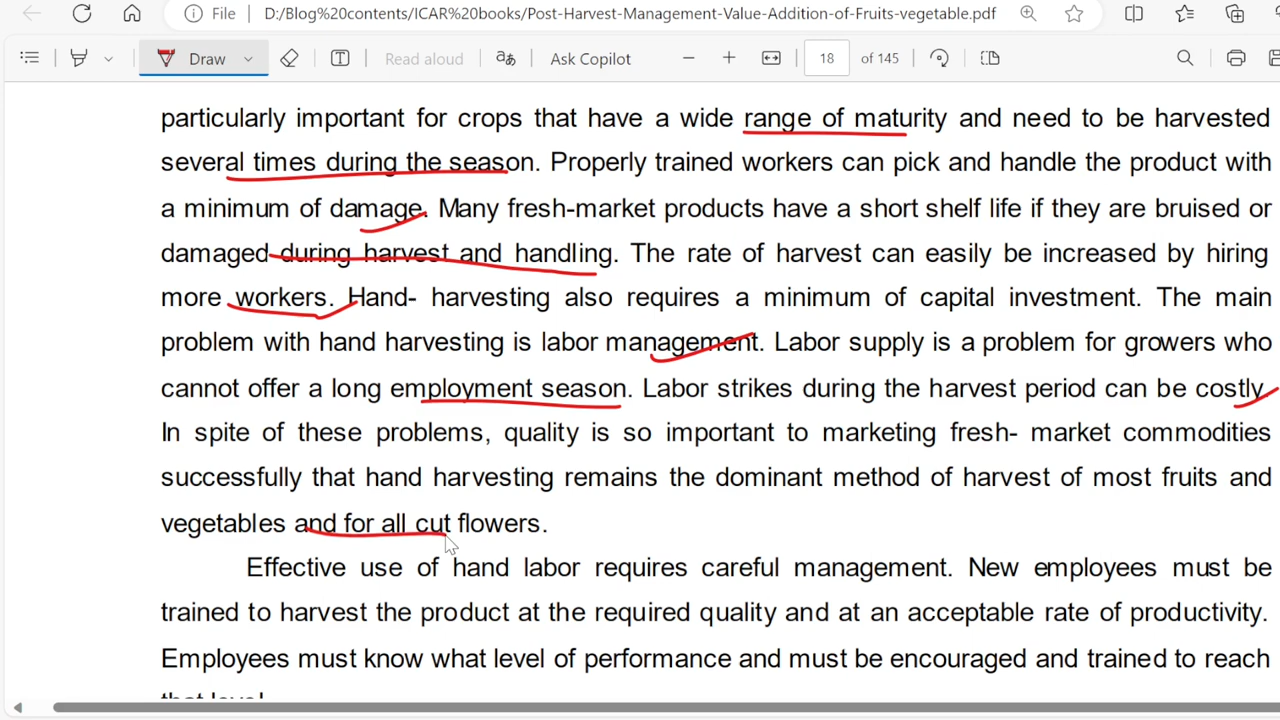 File D:/Blog%20contents/ICAR%20books/Post-Harvest-Management-Value-Addition-of-Fruits-vegetable.pdf
Draw Read aloud aあ Ask Copilot 18 of 145
particularly important for crops that have a wide range of maturity and need to be harvested
several times during the season. Properly trained workers can pick and handle the product with
a minimum of damage. Many fresh-market products have a short shelf life if they are bruised or
damaged during harvest and handling. The rate of harvest can easily be increased by hiring
more workers. Hand- harvesting also requires a minimum of capital investment. The main
problem with hand harvesting is labor management. Labor supply is a problem for growers who
cannot offer a long employment season. Labor strikes during the harvest period can be costly.
In spite of these problems, quality is so important to marketing fresh- market commodities
successfully that hand harvesting remains the dominant method of harvest of most fruits and
vegetables and for all cut flowers.
Effective use of hand labor requires careful management. New employees must be
trained to harvest the product at the required quality and at an acceptable rate of productivity.
Employees must know what level of performance and must be encouraged and trained to reach
that level